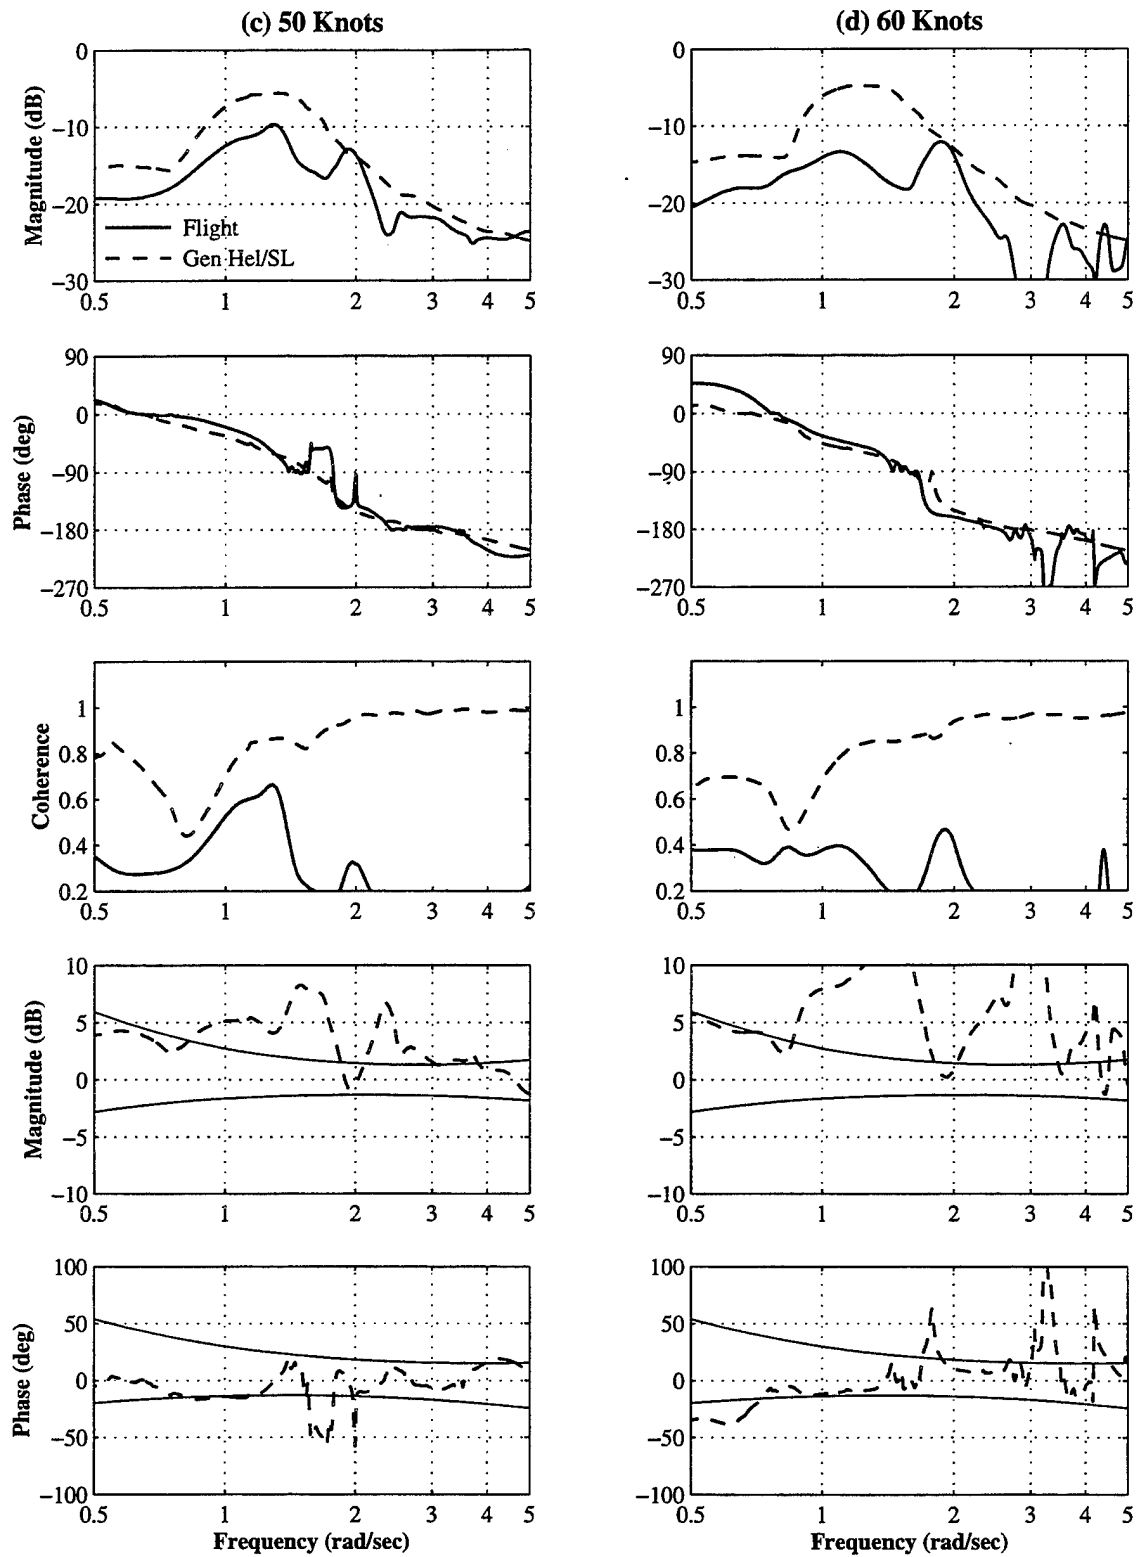 (c) 50 Knots
Magnitude (dB)
0
−10
−20
−30
Flight
Gen Hel/SL
0.5 1 2 3 4 5
Phase (deg)
90
0
−90
−180
−270
0.5 1 2 3 4 5
Coherence
1
0.8
0.6
0.4
0.2
0.5 1 2 3 4 5
Magnitude (dB)
10
5
0
−5
−10
0.5 1 2 3 4 5
Phase (deg)
100
50
0
−50
−100
0.5 1 2 3 4 5
Frequency (rad/sec)
(d) 60 Knots
0
−10
−20
−30
0.5 1 2 3 4 5
90
0
−90
−180
−270
0.5 1 2 3 4 5
1
0.8
0.6
0.4
0.2
0.5 1 2 3 4 5
10
5
0
−5
−10
0.5 1 2 3 4 5
100
50
0
−50
−100
0.5 1 2 3 4 5
Frequency (rad/sec)